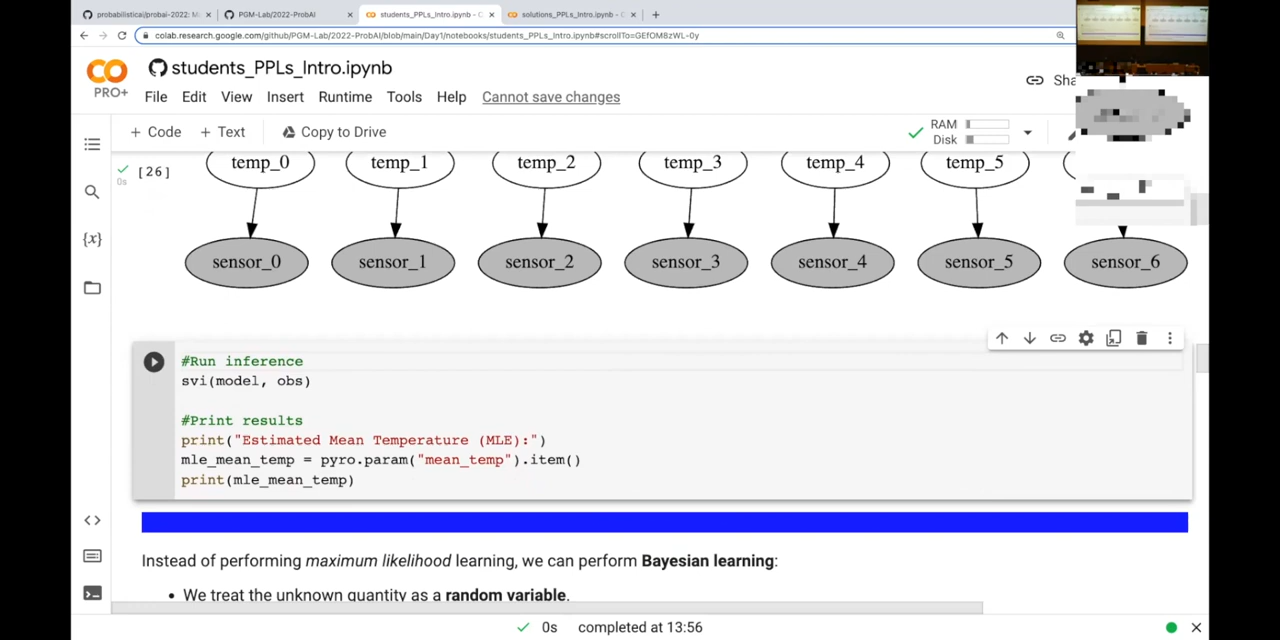 probabilistical/probai-2022: M
PGM-Lab/2022-ProbAI
students_PPLs_Intro.ipynb - C
solutions_PPLs_Intro.ipynb - C
colab.research.google.com/github/PGM-Lab/2022-ProbAI/blob/main/Day1/notebooks/students_PPLs_Intro.ipynb#scrollTo=GEfOM8zWL-0y
students_PPLs_Intro.ipynb
PRO+
File Edit View Insert Runtime Tools Help Cannot save changes
Sha
+ Code + Text Copy to Drive
RAM
Disk
[26]
0s
temp_0 temp_1 temp_2 temp_3 temp_4 temp_5
sensor_0 sensor_1 sensor_2 sensor_3 sensor_4 sensor_5 sensor_6
#Run inference
svi(model, obs)
#Print results
print("Estimated Mean Temperature (MLE):")
mle_mean_temp = pyro.param("mean_temp").item()
print(mle_mean_temp)
Instead of performing maximum likelihood learning, we can perform Bayesian learning:
• We treat the unknown quantity as a random variable.
0s completed at 13:56